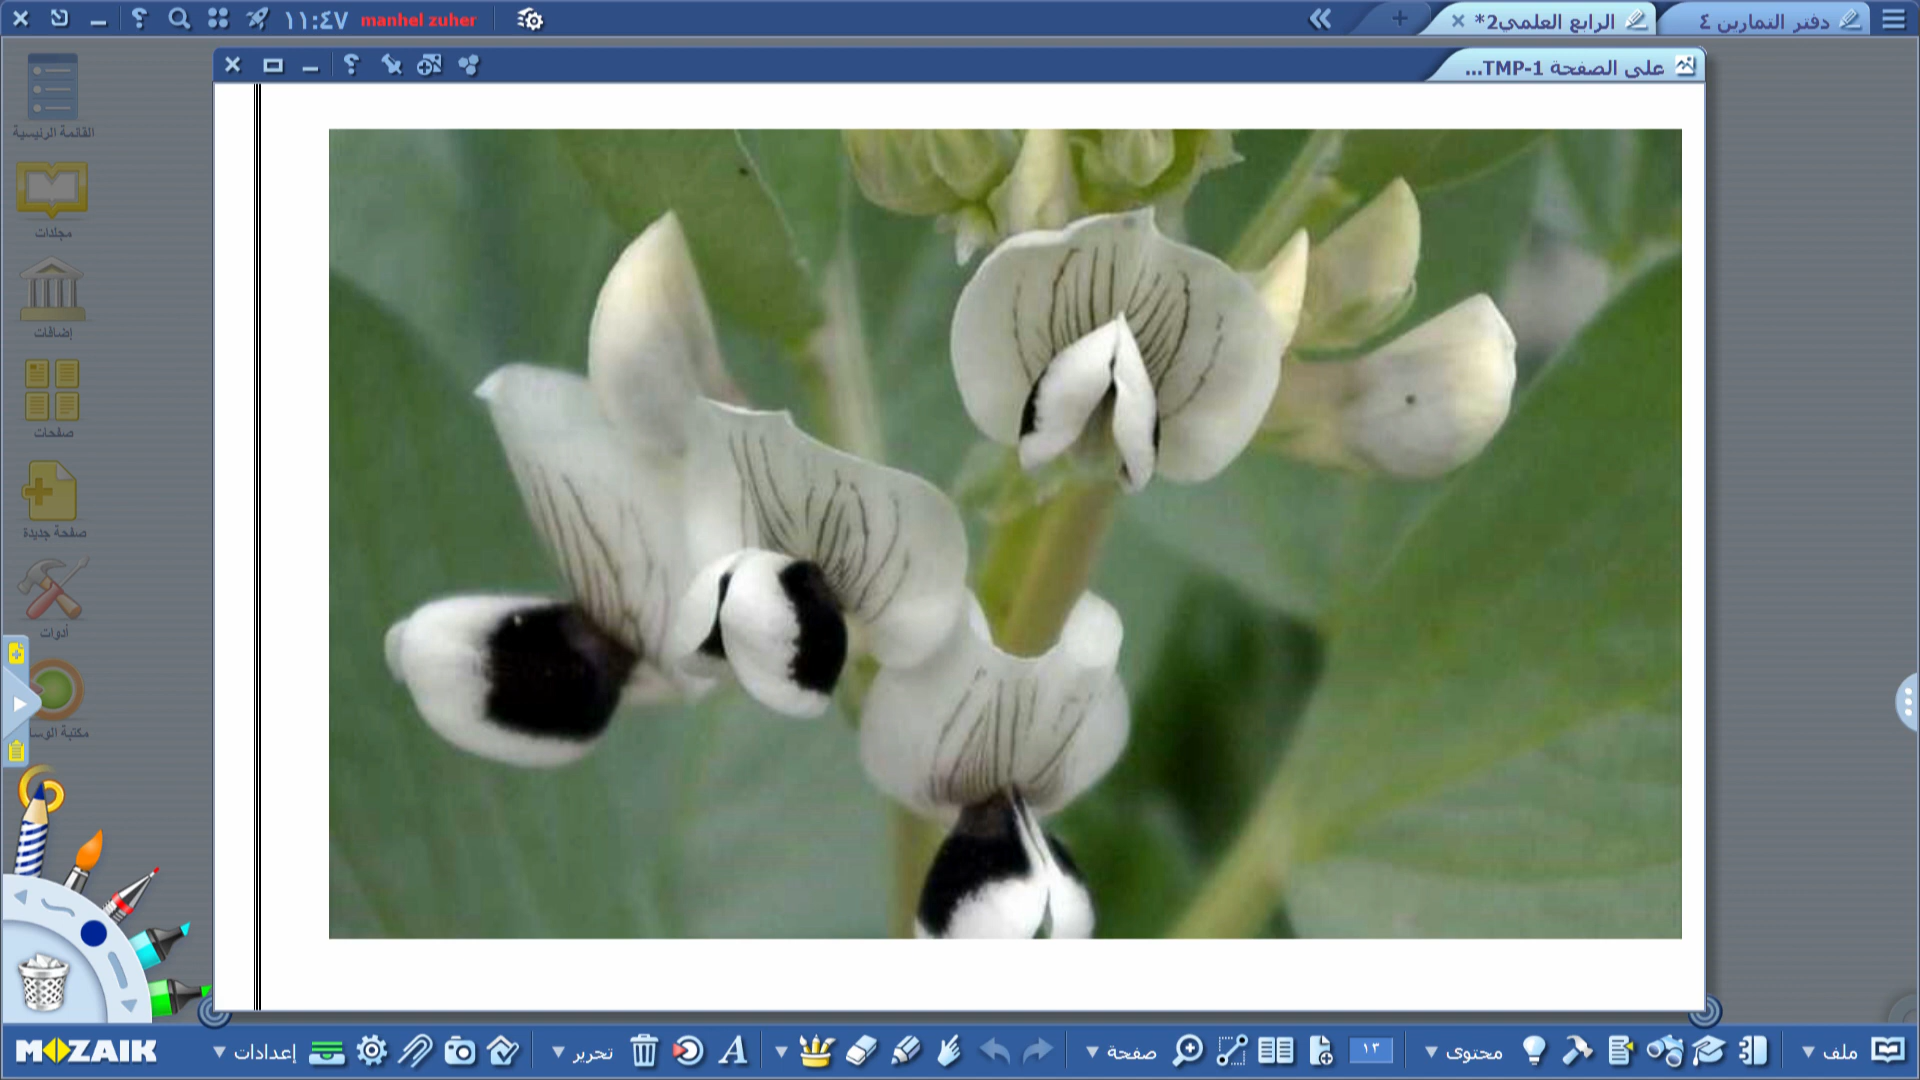 دفتر التمارين ٤
الرابع العلمي2*
manhel zuher
١١:٤٧
على الصفحة TMP-1...
القائمة الرئيسية
مجلدات
إضافات
صفحات
صفحة جديدة
أدوات
مكتبة الوسا
ملف
محتوى
١٣
صفحة
تحرير
إعدادات
MOZAIK